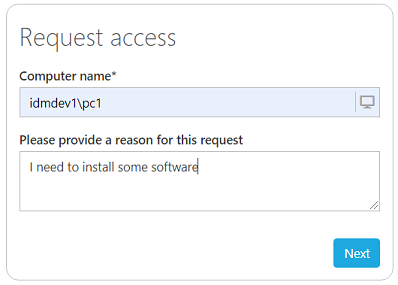 Request access
Computer name*
idmdev1\pc1
Please provide a reason for this request
I need to install some software
Next